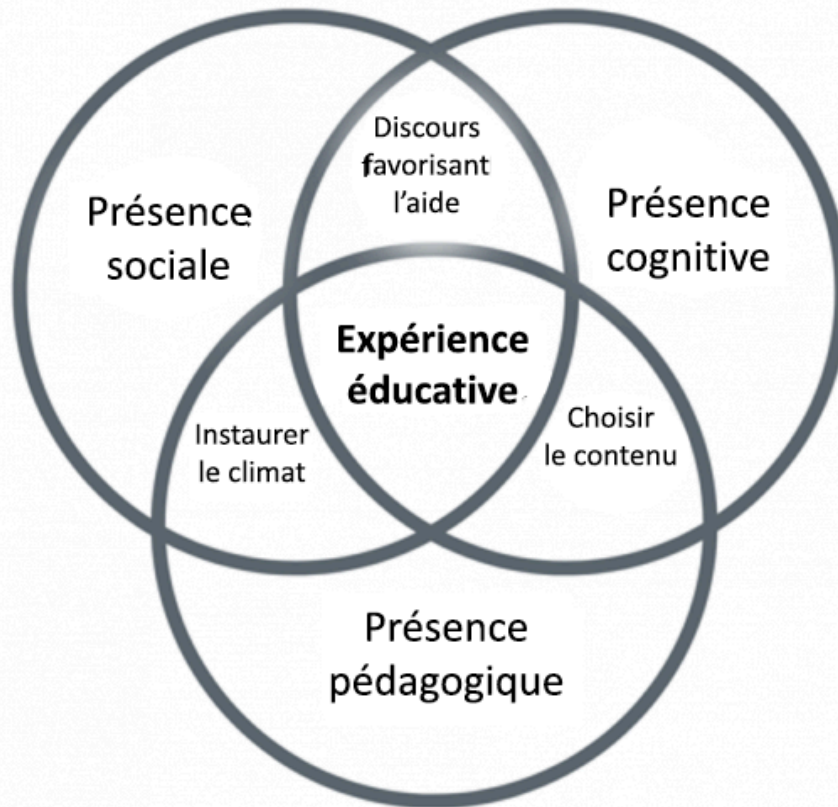 Discours
favorisant
l'aide
Présence
sociale
Présence
cognitive
Expérience
éducative
Instaurer
le climat
Choisir
le contenu
Présence
pédagogique